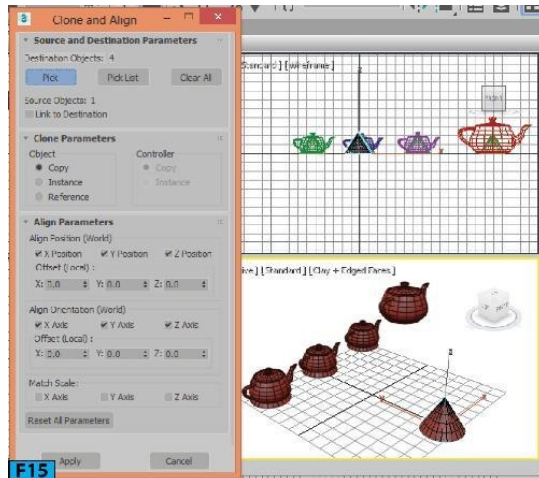 Clone and Align
Source and Destination Parameters
Destination Objects: 4
Pick
Pick List
Clear All
Source Objects: 1
Link to Destination
Clone Parameters
Object
Controller
Copy
Copy
Instance
Instance
Reference
Align Parameters
Align Position (World)
X Position
Y Position
Z Position
Offset (Local) :
X: 0.0
Y: 0.0
Z: 0.0
Align Orientation (World)
X Axis
Y Axis
Z Axis
Offset (Local) :
X: 0.0
Y: 0.0
Z: 0.0
Match Scale:
X Axis
Y Axis
Z Axis
Reset All Parameters
Apply
Cancel
F15
Standard ] [Wireframe ]
ive ] [Standard ] [Clay + Edged Faces ]